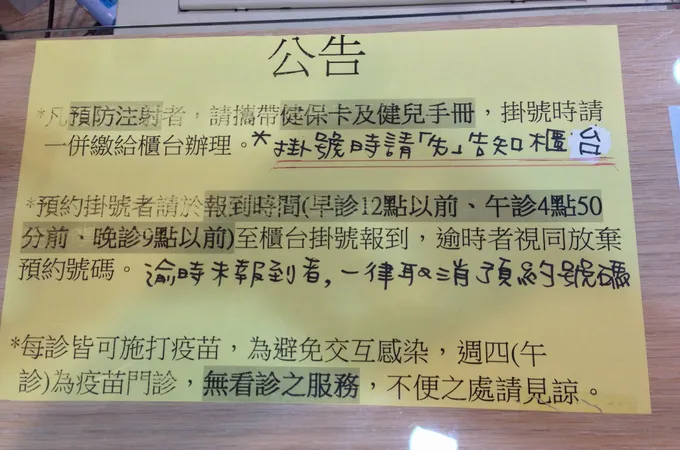 公告
*凡預防注射者，請攜帶健保卡及健兒手冊，掛號時請
一併繳給櫃台辦理。*掛號時請「先」告知櫃台
*預約掛號者請於報到時間(早診12點以前、午診4點50
分前、晚診9點以前)至櫃台掛號報到，逾時者視同放棄
預約號碼。逾時未報到者，一律取消預約號碼
*每診皆可施打疫苗，為避免交互感染，週四(午
診)為疫苗門診，無看診之服務，不便之處請見諒。